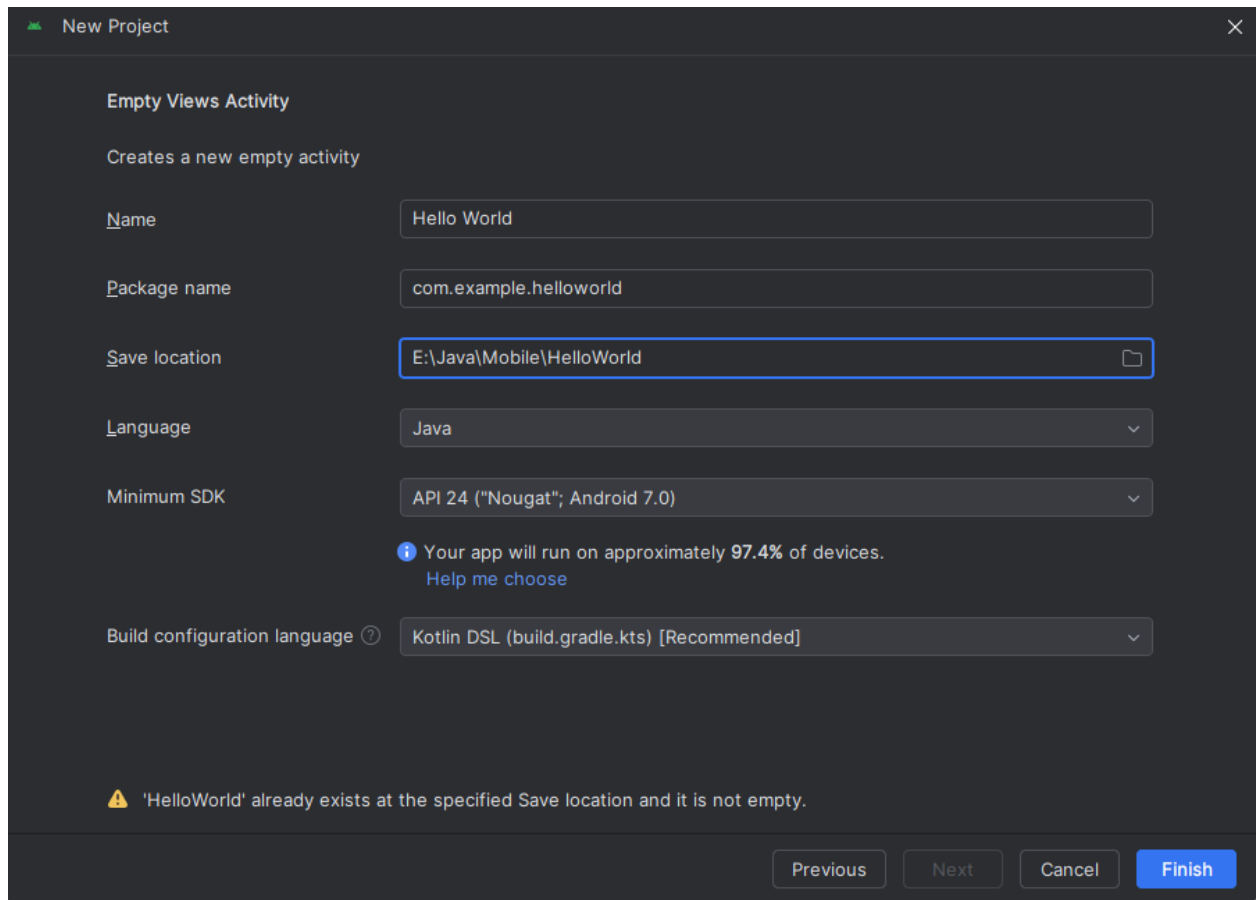 New Project
Empty Views Activity
Creates a new empty activity
Name
Hello World
Package name
com.example.helloworld
Save location
E:\Java\Mobile\HelloWorld
Language
Java
Minimum SDK
API 24 ("Nougat"; Android 7.0)
Your app will run on approximately 97.4% of devices.
Help me choose
Build configuration language ?
Kotlin DSL (build.gradle.kts) [Recommended]
'HelloWorld' already exists at the specified Save location and it is not empty.
Previous
Next
Cancel
Finish